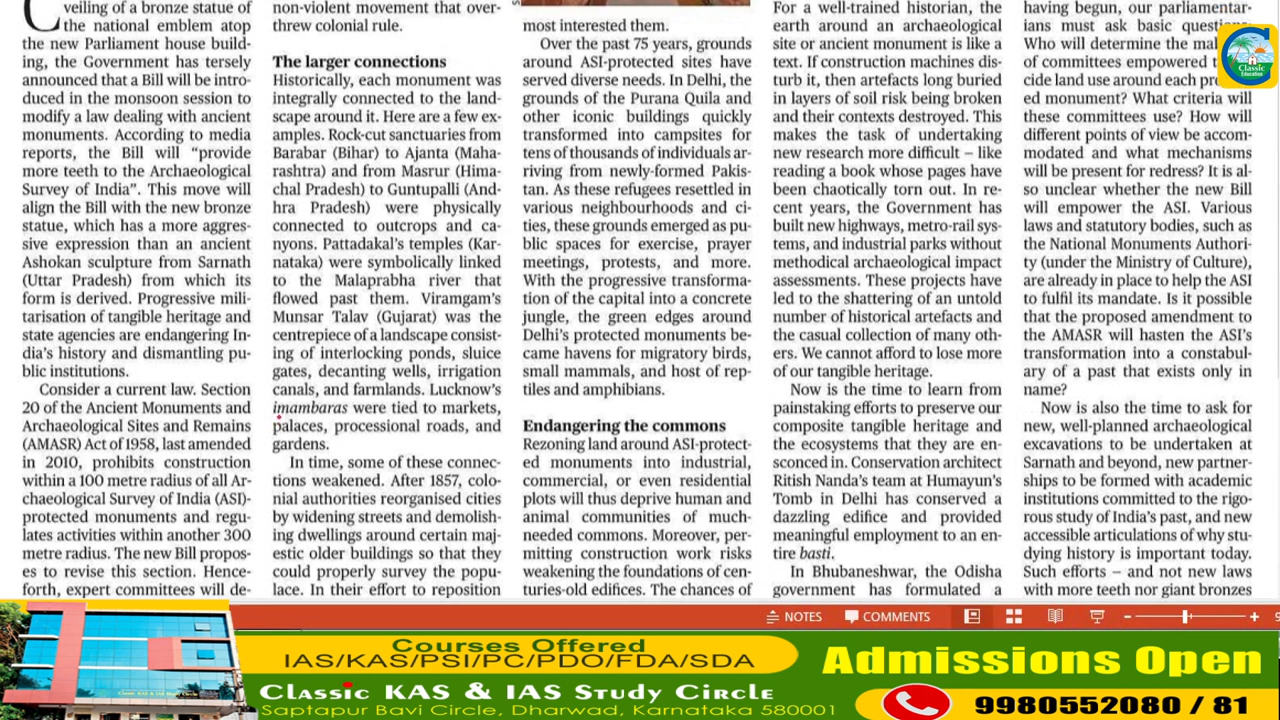 veiling of a bronze statue of
C the national emblem atop
the new Parliament house build-
ing, the Government has tersely
announced that a Bill will be intro-
duced in the monsoon session to
modify a law dealing with ancient
monuments. According to media
reports, the Bill will “provide
more teeth to the Archaeological
Survey of India”. This move will
align the Bill with the new bronze
statue, which has a more aggres-
sive expression than an ancient
Ashokan sculpture from Sarnath
(Uttar Pradesh) from which its
form is derived. Progressive mili-
tarisation of tangible heritage and
state agencies are endangering In-
dia’s history and dismantling pu-
blic institutions.
Consider a current law. Section
20 of the Ancient Monuments and
Archaeological Sites and Remains
(AMASR) Act of 1958, last amended
in 2010, prohibits construction
within a 100 metre radius of all Ar-
chaeological Survey of India (ASI)-
protected monuments and regu-
lates activities within another 300
metre radius. The new Bill propos-
es to revise this section. Hence-
forth, expert committees will de-
non-violent movement that over-
threw colonial rule.
The larger connections
Historically, each monument was
integrally connected to the land-
scape around it. Here are a few ex-
amples. Rock-cut sanctuaries from
Barabar (Bihar) to Ajanta (Maha-
rashtra) and from Masrur (Hima-
chal Pradesh) to Guntupalli (And-
hra Pradesh) were physically
connected to outcrops and ca-
nyons. Pattadakal’s temples (Kar-
nataka) were symbolically linked
to the Malaprabha river that
flowed past them. Viramgam’s
Munsar Talav (Gujarat) was the
centrepiece of a landscape consist-
ing of interlocking ponds, sluice
gates, decanting wells, irrigation
canals, and farmlands. Lucknow’s
imambaras were tied to markets,
palaces, processional roads, and
gardens.
In time, some of these connec-
tions weakened. After 1857, colo-
nial authorities reorganised cities
by widening streets and demolish-
ing dwellings around certain maj-
estic older buildings so that they
could properly survey the popu-
lace. In their effort to reposition
most interested them.
Over the past 75 years, grounds
around ASI-protected sites have
served diverse needs. In Delhi, the
grounds of the Purana Quila and
other iconic buildings quickly
transformed into campsites for
tens of thousands of individuals ar-
riving from newly-formed Pakis-
tan. As these refugees resettled in
various neighbourhoods and ci-
ties, these grounds emerged as pu-
blic spaces for exercise, prayer
meetings, protests, and more.
With the progressive transforma-
tion of the capital into a concrete
jungle, the green edges around
Delhi’s protected monuments be-
came havens for migratory birds,
small mammals, and host of rep-
tiles and amphibians.
Endangering the commons
Rezoning land around ASI-protect-
ed monuments into industrial,
commercial, or even residential
plots will thus deprive human and
animal communities of much-
needed commons. Moreover, per-
mitting construction work risks
weakening the foundations of cen-
turies-old edifices. The chances of
For a well-trained historian, the
earth around an archaeological
site or ancient monument is like a
text. If construction machines dis-
turb it, then artefacts long buried
in layers of soil risk being broken
and their contexts destroyed. This
makes the task of undertaking
new research more difficult – like
reading a book whose pages have
been chaotically torn out. In re-
cent years, the Government has
built new highways, metro-rail sys-
tems, and industrial parks without
methodical archaeological impact
assessments. These projects have
led to the shattering of an untold
number of historical artefacts and
the casual collection of many oth-
ers. We cannot afford to lose more
of our tangible heritage.
Now is the time to learn from
painstaking efforts to preserve our
composite tangible heritage and
the ecosystems that they are en-
sconced in. Conservation architect
Ritish Nanda’s team at Humayun’s
Tomb in Delhi has conserved a
dazzling edifice and provided
meaningful employment to an en-
tire basti.
In Bhubaneshwar, the Odisha
government has formulated a
having begun, our parliamentar-
ians must ask basic
Who will determine the
of committees empowered
cide land use around each
ed monument? What criteria will
these committees use? How will
different points of view be accom-
modated and what mechanisms
will be present for redress? It is al-
so unclear whether the new Bill
will empower the ASI. Various
laws and statutory bodies, such as
the National Monuments Authori-
ty (under the Ministry of Culture),
are already in place to help the ASI
to fulfil its mandate. Is it possible
that the proposed amendment to
the AMASR will hasten the ASI’s
transformation into a constabul-
ary of a past that exists only in
name?
Now is also the time to ask for
new, well-planned archaeological
excavations to be undertaken at
Sarnath and beyond, new partner-
ships to be formed with academic
institutions committed to the rigo-
rous study of India’s past, and new
accessible articulations of why stu-
dying history is important today.
Such efforts – and not new laws
with more teeth nor giant bronzes
Classic
Education
NOTES COMMENTS
Courses Offered
IAS/KAS/PSI/PC/PDO/FDA/SDA
Classic KAS & IAS Study Circle
Saptapur Bavi Circle, Dharwad, Karnataka 580001
Admissions Open
9980552080 / 81